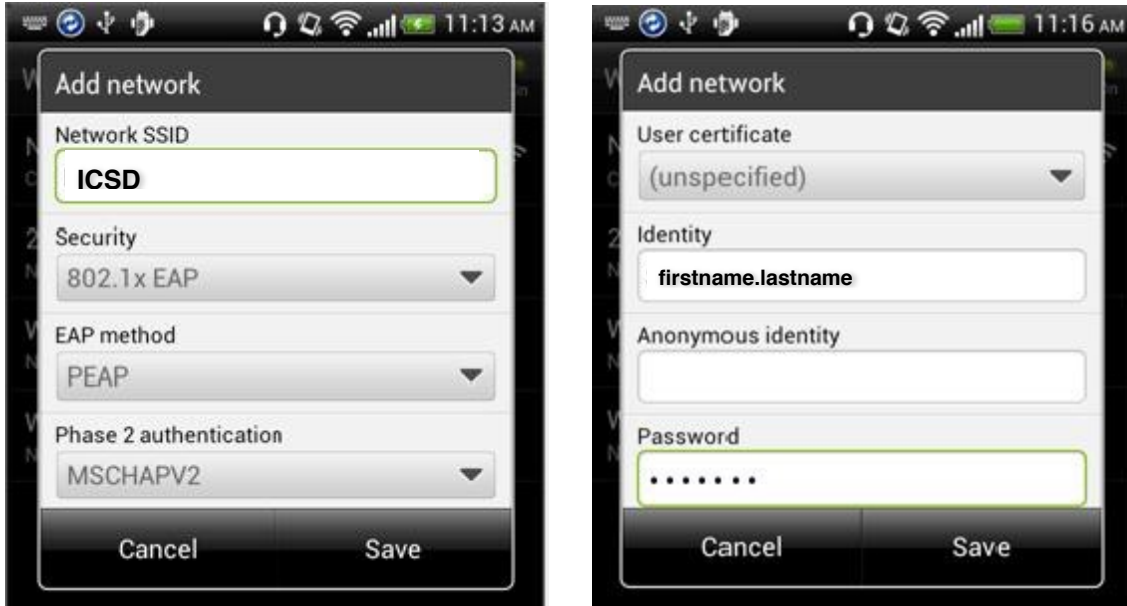 11:13 AM
Add network
Network SSID
ICSD
Security
802.1x EAP
EAP method
PEAP
Phase 2 authentication
MSCHAPV2
Cancel Save
11:16 AM
Add network
User certificate
(unspecified)
Identity
firstname.lastname
Anonymous identity
Password
•••••••
Cancel Save